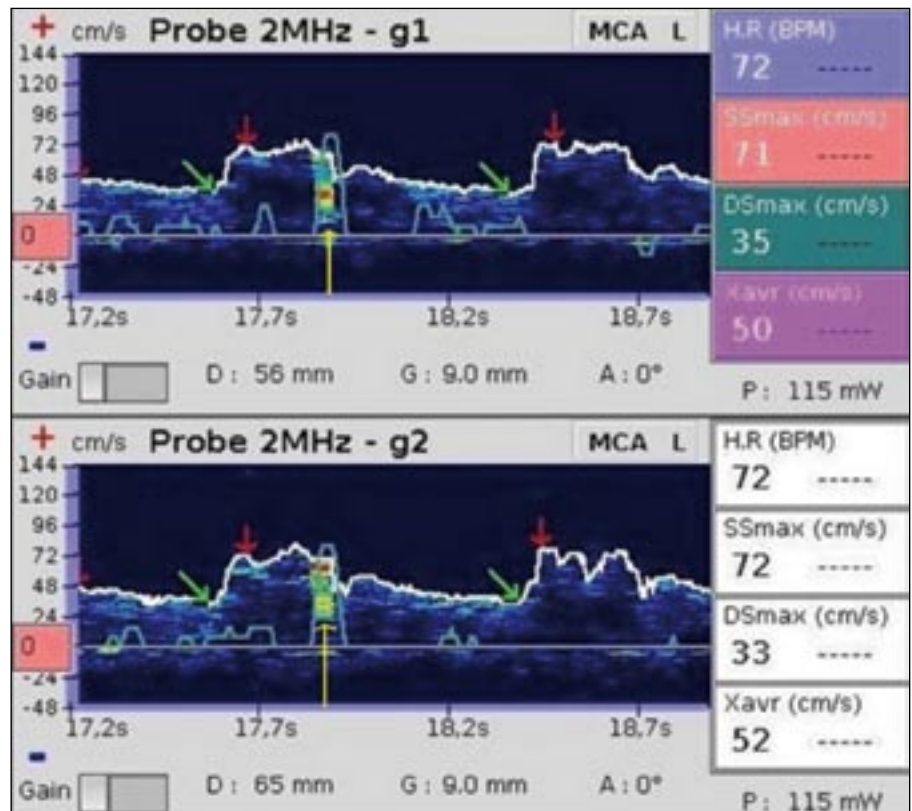 + cm/s Probe 2MHz - g1 MCA L
144
120
96
72
48
24
0
-24
-48
17,2s 17,7s 18,2s 18,7s
-
Gain D : 56 mm G : 9.0 mm A : 0°
H.R (BPM)
72 -----
SSmax (cm/s)
71 -----
DSmax (cm/s)
35 -----
Xavr (cm/s)
50 -----
P : 115 mW
+ cm/s Probe 2MHz - g2 MCA L
144
120
96
72
48
24
0
-24
-48
17,2s 17,7s 18,2s 18,7s
-
Gain D : 65 mm G : 9.0 mm A : 0°
H.R (BPM)
72 -----
SSmax (cm/s)
72 -----
DSmax (cm/s)
33 -----
Xavr (cm/s)
52 -----
P : 115 mW